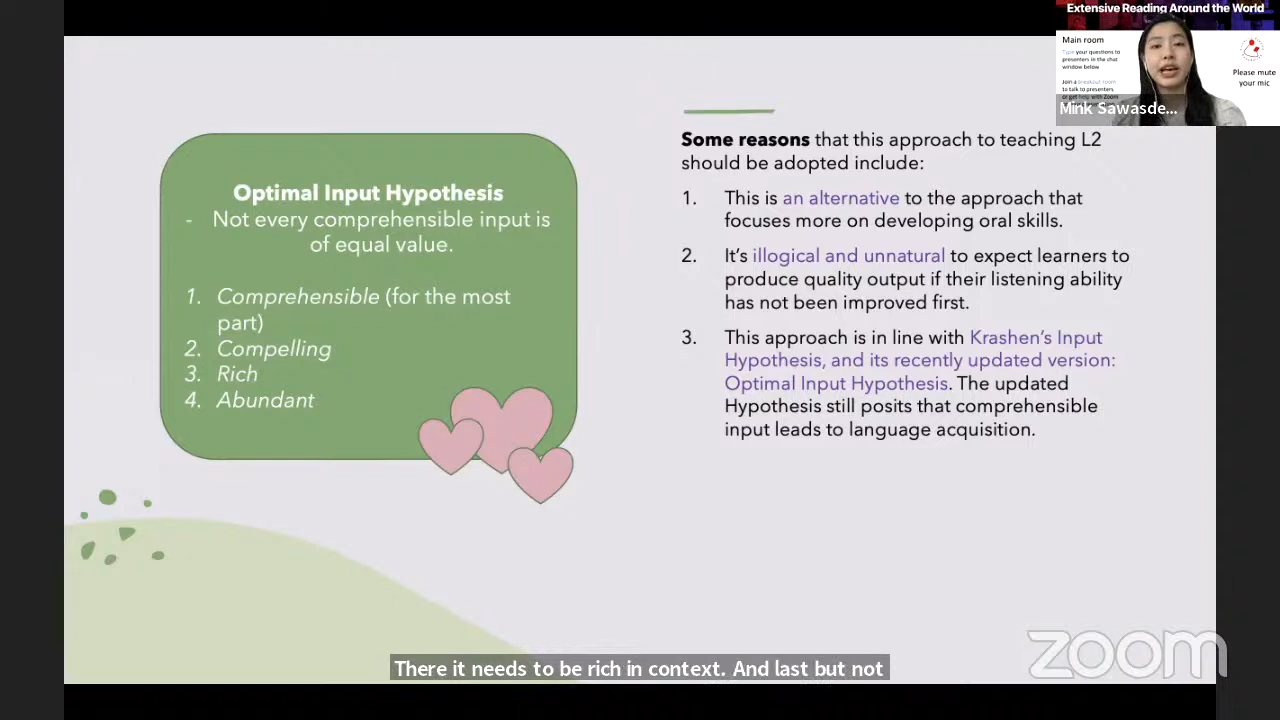 Extensive Reading Around the World
Main room
Type your questions to
presenters in the chat
window below
Join a breakout room
to talk to presenters
or get help with Zoom
Please mute
your mic
Mink Sawasde...
Optimal Input Hypothesis
- Not every comprehensible input is
of equal value.
1. Comprehensible (for the most
part)
2. Compelling
3. Rich
4. Abundant
Some reasons that this approach to teaching L2
should be adopted include:
1. This is an alternative to the approach that
focuses more on developing oral skills.
2. It’s illogical and unnatural to expect learners to
produce quality output if their listening ability
has not been improved first.
3. This approach is in line with Krashen’s Input
Hypothesis, and its recently updated version:
Optimal Input Hypothesis. The updated
Hypothesis still posits that comprehensible
input leads to language acquisition.
There it needs to be rich in context. And last but not
zoom